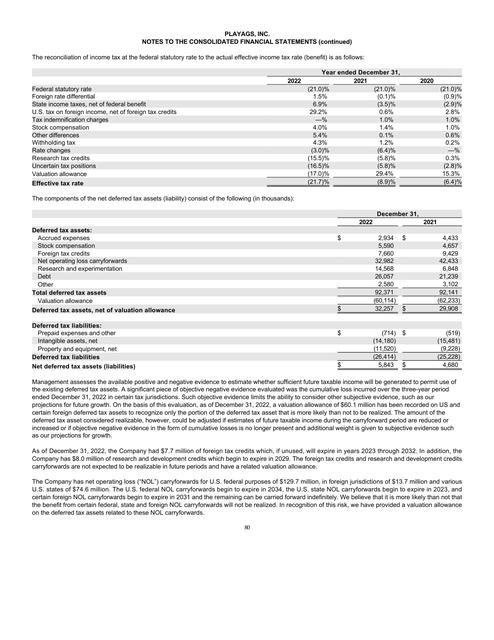 PLAYAGS, INC.
NOTES TO THE CONSOLIDATED FINANCIAL STATEMENTS (continued)
The reconciliation of income tax at the federal statutory rate to the actual effective income tax rate (benefit) is as follows:
Year ended December 31,
2022 2021 2020
Federal statutory rate (21.0)% (21.0)% (21.0)%
Foreign rate differential 1.5% (0.1)% (0.9)%
State income taxes, net of federal benefit 6.9% (3.5)% (2.9)%
U.S. tax on foreign income, net of foreign tax credits 29.2% 0.6% 2.8%
Tax indemnification charges —% 1.0% 1.0%
Stock compensation 4.0% 1.4% 1.0%
Other differences 5.4% 0.1% 0.6%
Withholding tax 4.3% 1.2% 0.2%
Rate changes (3.0)% (6.4)% —%
Research tax credits (15.5)% (5.8)% 0.3%
Uncertain tax positions (16.5)% (5.8)% (2.8)%
Valuation allowance (17.0)% 29.4% 15.3%
Effective tax rate (21.7)% (8.9)% (6.4)%
The components of the net deferred tax assets (liability) consist of the following (in thousands):
December 31,
2022 2021
Deferred tax assets:
Accrued expenses $ 2,934 $ 4,433
Stock compensation 5,590 4,657
Foreign tax credits 7,660 9,429
Net operating loss carryforwards 32,982 42,433
Research and experimentation 14,568 6,848
Debt 26,057 21,239
Other 2,580 3,102
Total deferred tax assets 92,371 92,141
Valuation allowance (60,114) (62,233)
Deferred tax assets, net of valuation allowance $ 32,257 $ 29,908
Deferred tax liabilities:
Prepaid expenses and other $ (714) $ (519)
Intangible assets, net (14,180) (15,481)
Property and equipment, net (11,520) (9,228)
Deferred tax liabilities (26,414) (25,228)
Net deferred tax assets (liabilities) $ 5,843 $ 4,680
Management assesses the available positive and negative evidence to estimate whether sufficient future taxable income will be generated to permit use of
the existing deferred tax assets. A significant piece of objective negative evidence evaluated was the cumulative loss incurred over the three-year period
ended December 31, 2022 in certain tax jurisdictions. Such objective evidence limits the ability to consider other subjective evidence, such as our
projections for future growth. On the basis of this evaluation, as of December 31, 2022, a valuation allowance of $60.1 million has been recorded on US and
certain foreign deferred tax assets to recognize only the portion of the deferred tax asset that is more likely than not to be realized. The amount of the
deferred tax asset considered realizable, however, could be adjusted if estimates of future taxable income during the carryforward period are reduced or
increased or if objective negative evidence in the form of cumulative losses is no longer present and additional weight is given to subjective evidence such
as our projections for growth.
As of December 31, 2022, the Company had $7.7 million of foreign tax credits which, if unused, will expire in years 2023 through 2032. In addition, the
Company has $8.0 million of research and development credits which begin to expire in 2029. The foreign tax credits and research and development credits
carryforwards are not expected to be realizable in future periods and have a related valuation allowance.
The Company has net operating loss ("NOL") carryforwards for U.S. federal purposes of $129.7 million, in foreign jurisdictions of $13.7 million and various
U.S. states of $74.6 million. The U.S. federal NOL carryforwards begin to expire in 2034, the U.S. state NOL carryforwards begin to expire in 2023, and
certain foreign NOL carryforwards begin to expire in 2031 and the remaining can be carried forward indefinitely. We believe that it is more likely than not that
the benefit from certain federal, state and foreign NOL carryforwards will not be realized. In recognition of this risk, we have provided a valuation allowance
on the deferred tax assets related to these NOL carryforwards.
80